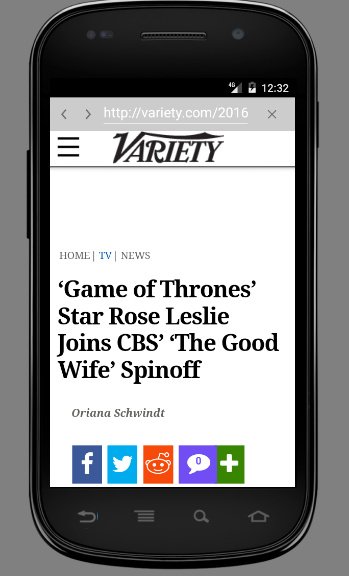 4G 12:32
http://variety.com/2016
VARIETY
HOME | TV | NEWS
‘Game of Thrones’
Star Rose Leslie
Joins CBS’ ‘The Good
Wife’ Spinoff
Oriana Schwindt
f 0 +